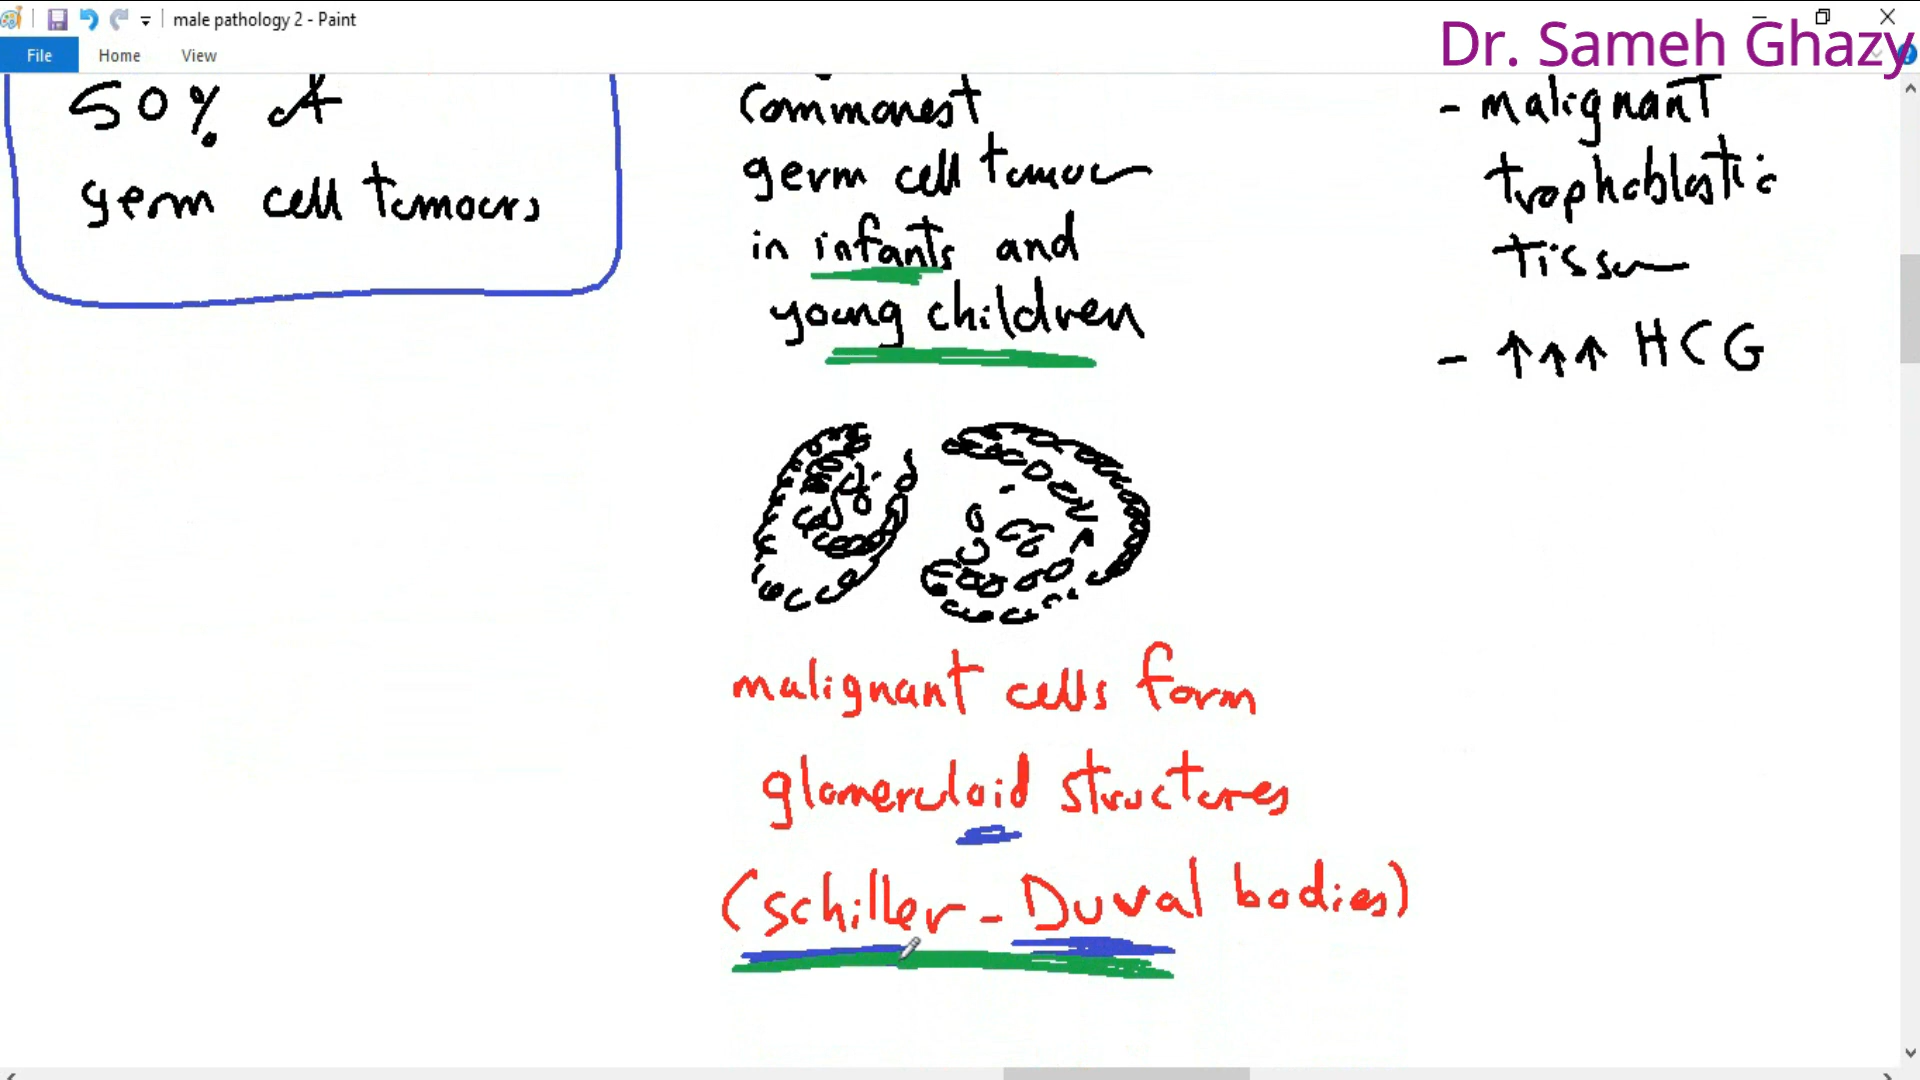 male pathology 2 - Paint
Dr. Sameh Ghazy
File Home View
50% of
germ cell tumours
Commonest
germ cell tumour
in infants and
young children
malignant cells form
glomeruloid structures
(schiller - Duval bodies)
- malignant
trophoblastic
tissue
- ↑↑↑ HCG